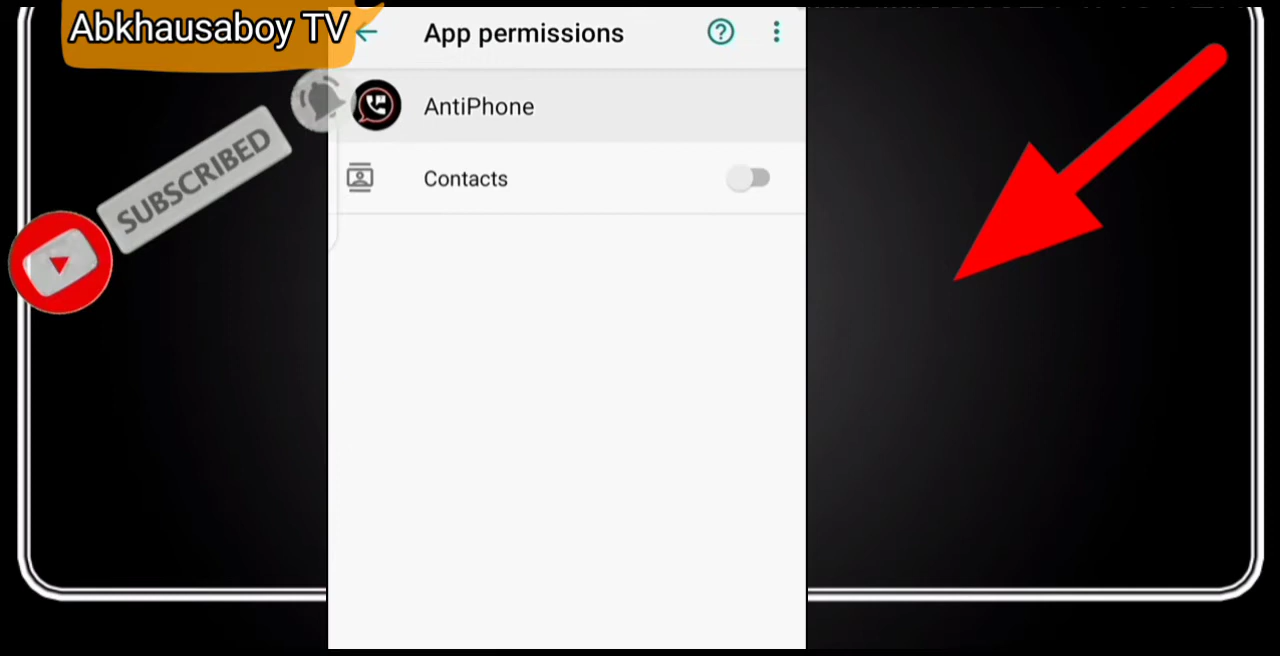 Abkhausaboy TV
App permissions
SUBSCRIBED
AntiPhone
Contacts